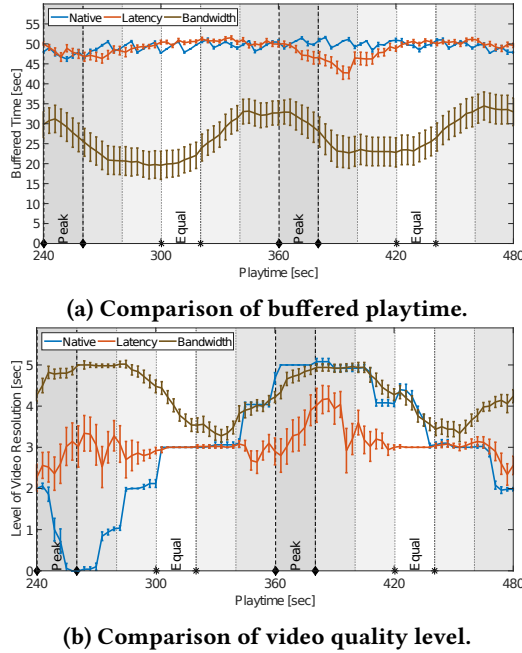 Native Latency Bandwidth
60
55
50
45
40
35
30
25
20
15
10
5
0
Buffered Time [sec]
Peak
Equal
Peak
Equal
240 300 360 420 480
Playtime [sec]
(a) Comparison of buffered playtime.
Native Latency Bandwidth
5
4
3
2
1
0
Level of Video Resolution [sec]
Peak
Equal
Peak
Equal
240 300 360 420 480
Playtime [sec]
(b) Comparison of video quality level.